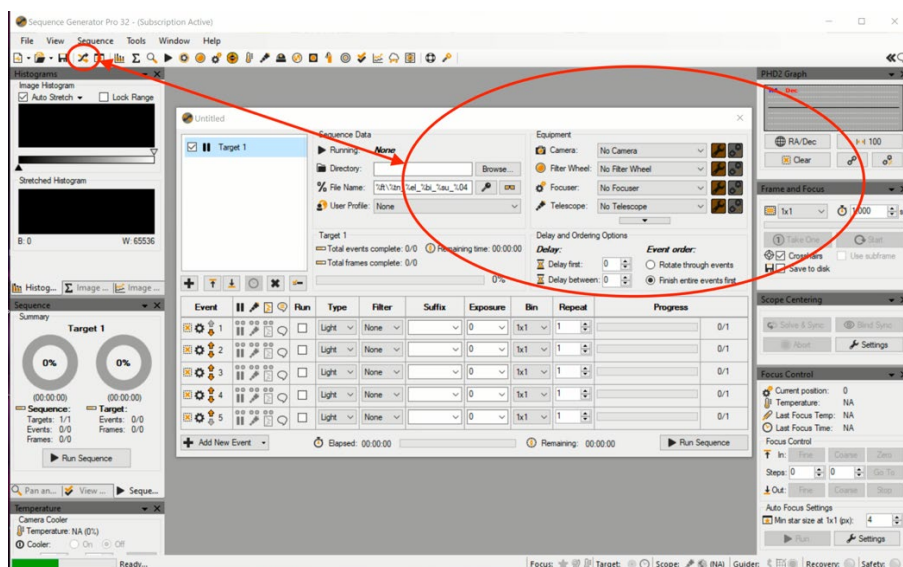 Sequence Generator Pro 32 - (Subscription Active)
File View Sequence Tools Window Help
Histograms
Image Histogram
Auto Stretch
Lock Range
Stretched Histogram
B: 0 W: 65536
Histog... Image ... Image ...
Sequence
Summary
Target 1
0% 0%
(00:00:00) (00:00:00)
Sequence: Target:
Targets: 1/1 Events: 0/0
Events: 0/0 Frames: 0/0
Frames: 0/0
Run Sequence
Pan an... View ... Seque...
Temperature
Camera Cooler
Temperature: NA (0%)
Cooler: On Off
Ready...
Untitled
Target 1
Sequence Data
Running: None
Directory: Browse...
File Name:
User Profile: None
Equipment
Camera: No Camera
Filter Wheel: No Filter Wheel
Focuser: No Focuser
Telescope: No Telescope
Target 1
Total events complete: 0/0 Remaining time: 00:00:00
Total frames complete: 0/0
0%
Delay and Ordering Options
Delay: Event order:
Delay first: 0 Rotate through events
Delay between: 0 Finish entire events first
Event Run Type Filter Suffix Exposure Bin Repeat Progress
1 Light None 0 1x1 1 0/1
2 Light None 0 1x1 1 0/1
3 Light None 0 1x1 1 0/1
4 Light None 0 1x1 1 0/1
5 Light None 0 1x1 1 0/1
Add New Event Elapsed: 00:00:00 Remaining: 00:00:00 Run Sequence
PHD2 Graph
RA Dec
RA/Dec 100
Clear
Frame and Focus
1x1 1.000 s
Take One Start
Crosshairs Use subframe
Save to disk
Scope Centering
Solve & Sync Blind Sync
Abort Settings
Focus Control
Current position: 0
Temperature: NA
Last Focus Temp: NA
Last Focus Time: NA
Focus Control
In: Fine Coarse Zero
Steps: 0 0 Go To
Out: Fine Coarse Stop
Auto Focus Settings
Min star size at 1x1 (px): 4
Run Settings
Focus: Target: Scope: (NA) Guider: Recovery: Safety: